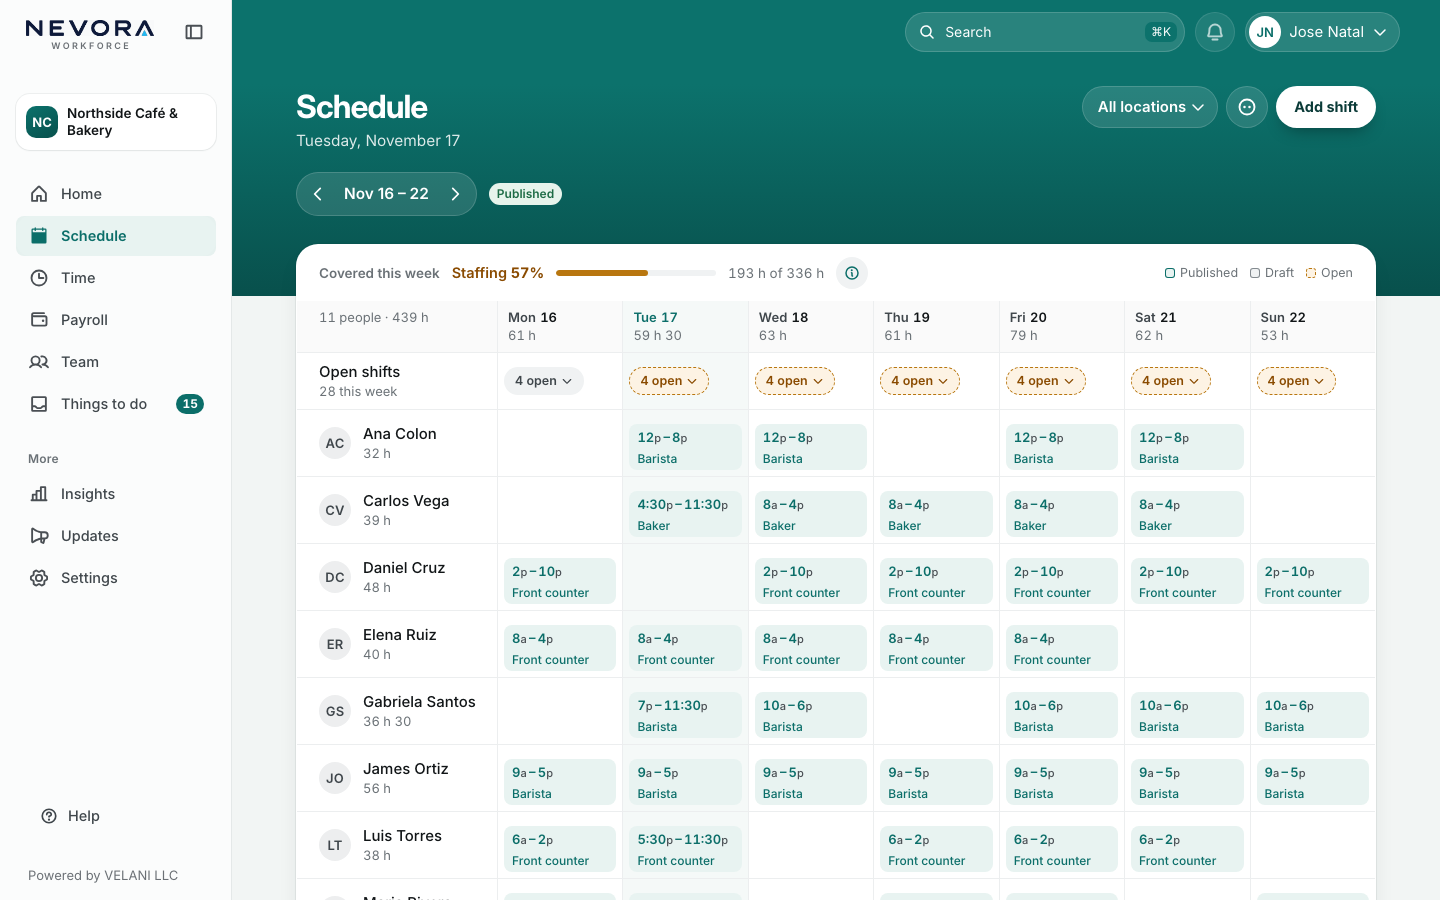 NEVORA
WORKFORCE
Search
⌘K
JN
Jose Natal
NC
Northside Café &
Bakery
Home
Schedule
Time
Payroll
Team
Things to do
15
More
Insights
Updates
Settings
Help
Powered by VELANI LLC
Schedule
Tuesday, November 17
All locations
Add shift
Nov 16 – 22
Published
Covered this week
Staffing 57%
193 h of 336 h
Published
Draft
Open
11 people · 439 h
Mon 16
61 h
Tue 17
59 h 30
Wed 18
63 h
Thu 19
61 h
Fri 20
79 h
Sat 21
62 h
Sun 22
53 h
Open shifts
28 this week
4 open
4 open
4 open
4 open
4 open
4 open
4 open
AC
Ana Colon
32 h
12p – 8p
Barista
12p – 8p
Barista
12p – 8p
Barista
12p – 8p
Barista
CV
Carlos Vega
39 h
4:30p – 11:30p
Baker
8a – 4p
Baker
8a – 4p
Baker
8a – 4p
Baker
8a – 4p
Baker
DC
Daniel Cruz
48 h
2p – 10p
Front counter
2p – 10p
Front counter
2p – 10p
Front counter
2p – 10p
Front counter
2p – 10p
Front counter
2p – 10p
Front counter
ER
Elena Ruiz
40 h
8a – 4p
Front counter
8a – 4p
Front counter
8a – 4p
Front counter
8a – 4p
Front counter
8a – 4p
Front counter
GS
Gabriela Santos
36 h 30
7p – 11:30p
Barista
10a – 6p
Barista
10a – 6p
Barista
10a – 6p
Barista
10a – 6p
Barista
JO
James Ortiz
56 h
9a – 5p
Barista
9a – 5p
Barista
9a – 5p
Barista
9a – 5p
Barista
9a – 5p
Barista
9a – 5p
Barista
9a – 5p
Barista
LT
Luis Torres
38 h
6a – 2p
Front counter
5:30p – 11:30p
Front counter
6a – 2p
Front counter
6a – 2p
Front counter
6a – 2p
Front counter